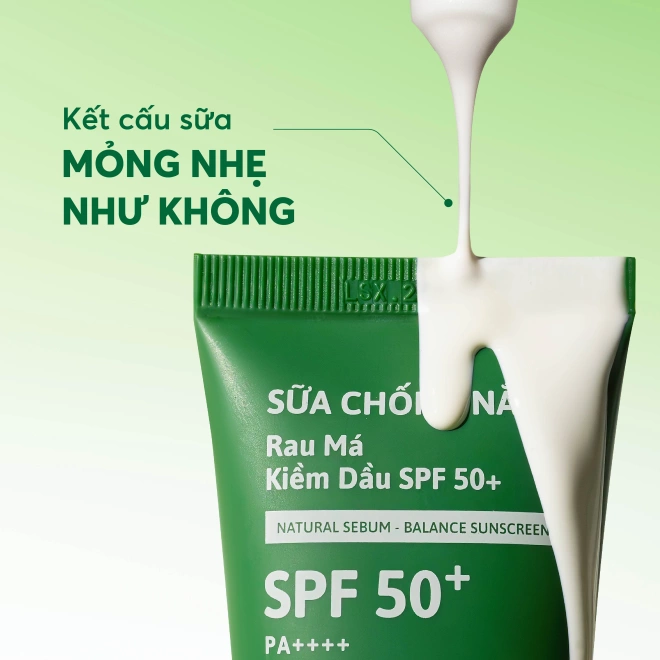 Kết cấu sữa
MỎNG NHẸ
NHƯ KHÔNG
LSX.2
SỮA CHỐ
Rau Má
Kiềm Dầu SPF 50+
NATURAL SEBUM - BALANCE SUNSCREEN
SPF 50+
PA++++